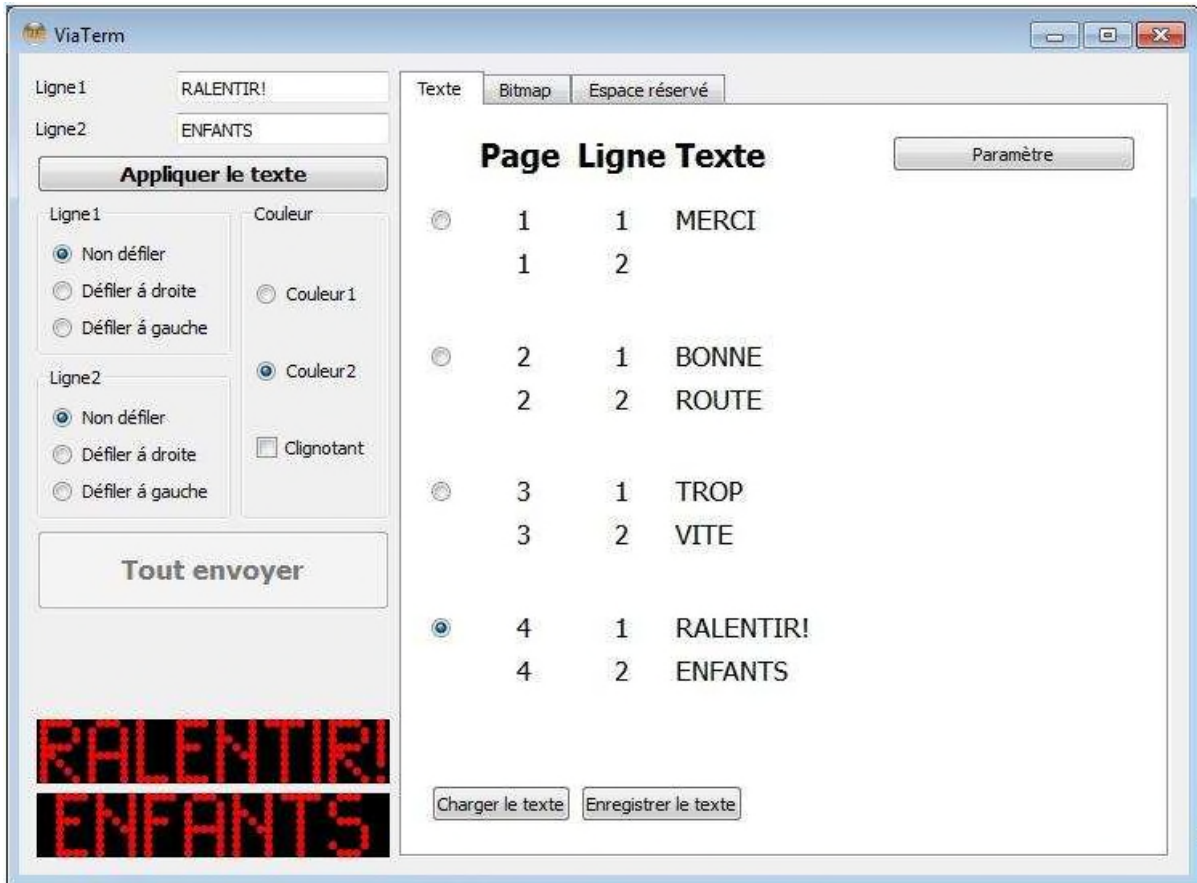 ViaTerm
Ligne1 RALENTIR!
Ligne2 ENFANTS
Appliquer le texte
Ligne1
Non défiler
Défiler á droite
Défiler á gauche
Couleur
Couleur1
Couleur2
Clignotant
Ligne2
Non défiler
Défiler á droite
Défiler á gauche
Tout envoyer
RALENTIR!
ENFANTS
Texte Bitmap Espace réservé
Page Ligne Texte
Paramètre
1 1 MERCI
1 2
2 1 BONNE
2 2 ROUTE
3 1 TROP
3 2 VITE
4 1 RALENTIR!
4 2 ENFANTS
Charger le texte Enregistrer le texte